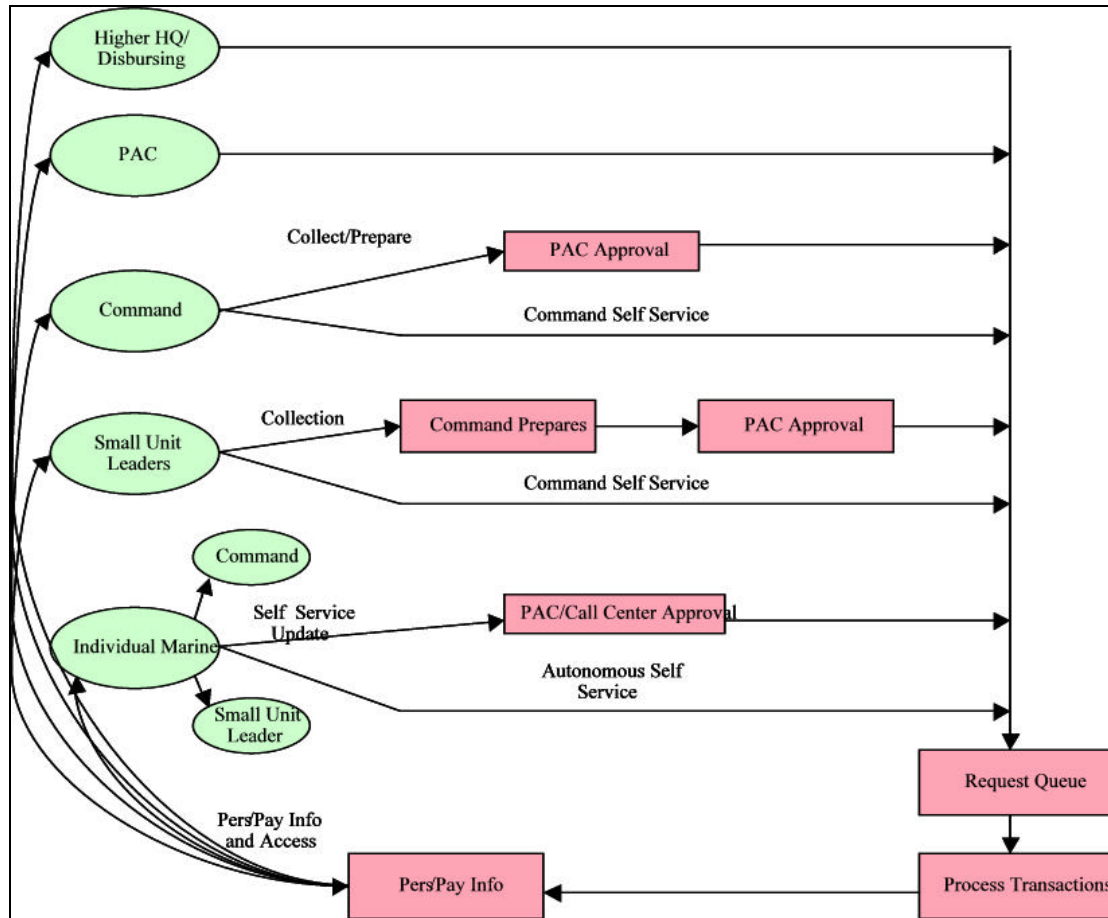 Higher HQ/
Disbursing
PAC
Collect/Prepare
PAC Approval
Command
Command Self Service
Collection
Command Prepares
PAC Approval
Small Unit
Leaders
Command Self Service
Command
Self Service
Update
PAC/Call Center Approval
Individual Marine
Autonomous Self
Service
Small Unit
Leader
Request Queue
Pers/Pay Info
and Access
Pers/Pay Info
Process Transactions